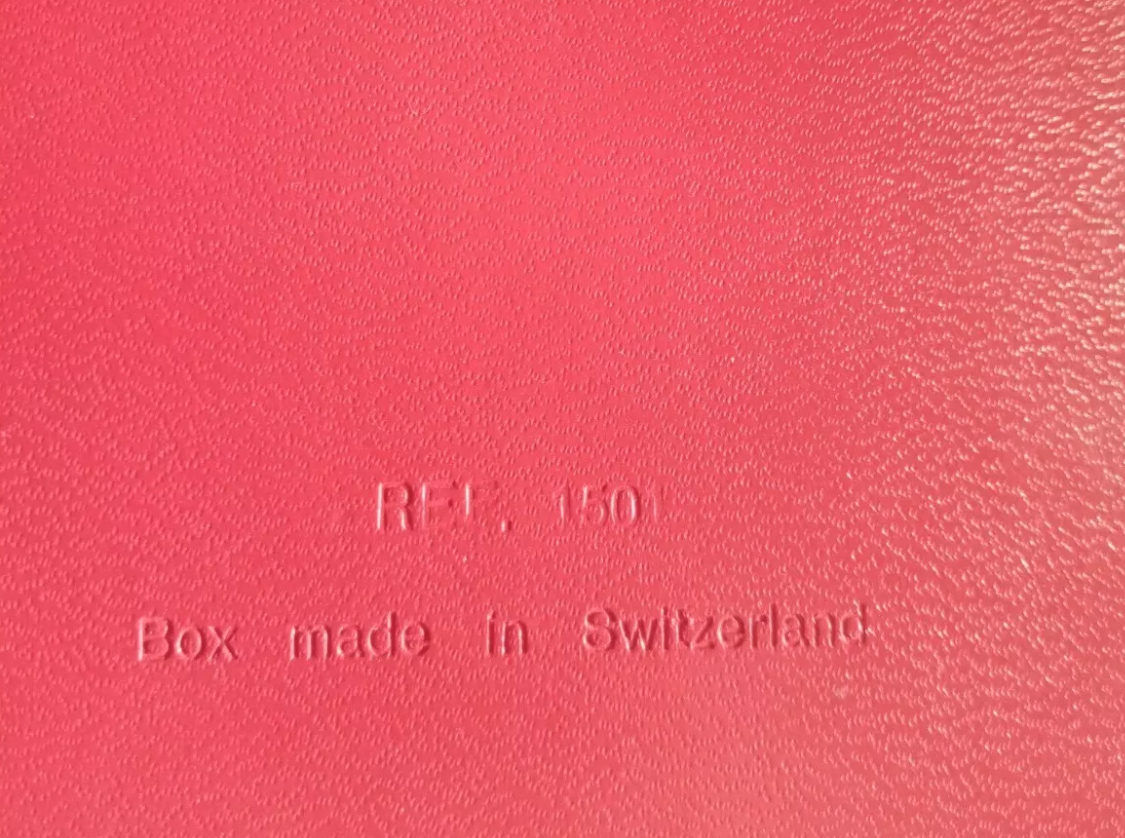 REF. 1501
Box made in Switzerland